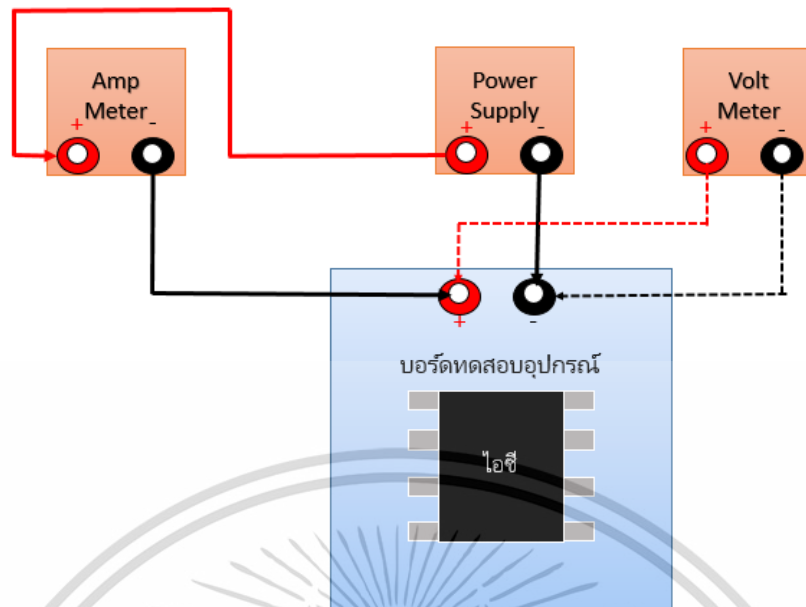 Amp
Meter
+ -
Power
Supply
+ -
Volt
Meter
+ -
+ -
บอร์ดทดสอบอุปกรณ์
ไอซี